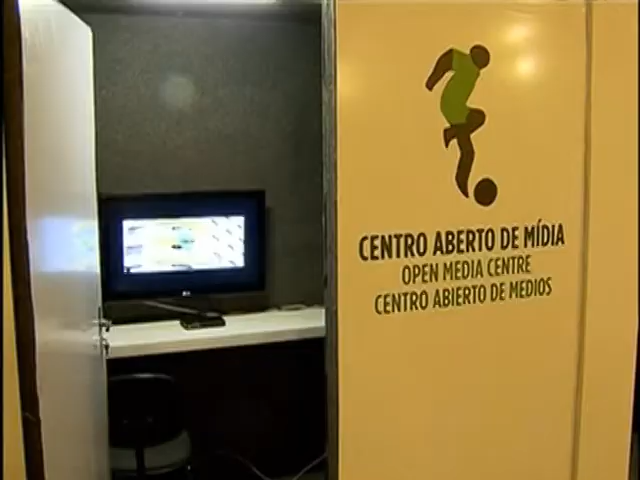 CENTRO ABERTO DE MÍDIA
OPEN MEDIA CENTRE
CENTRO ABIERTO DE MEDIOS